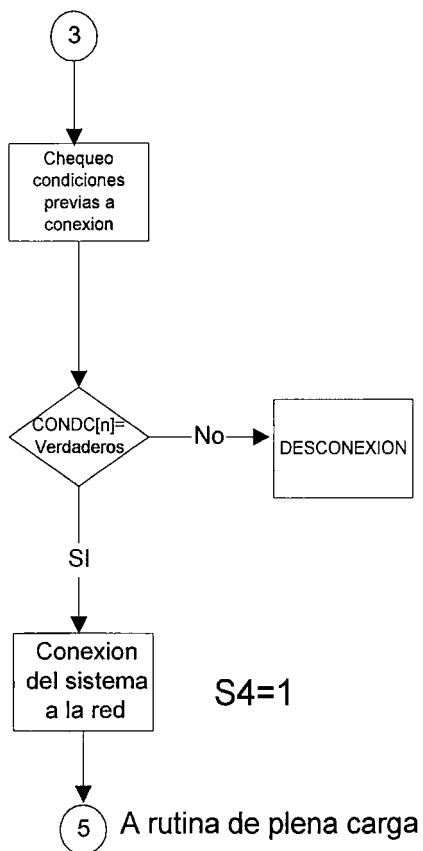 3
Chequeo
condiciones
previas a
conexion
CONDC[n]=
Verdaderos
No
DESCONEXION
SI
Conexion
del sistema
a la red
S4=1
5
A rutina de plena carga